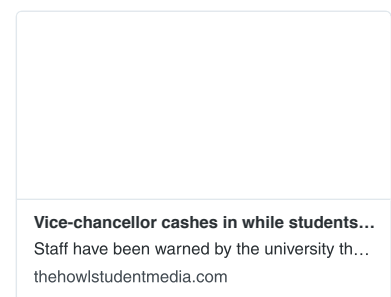 Vice-chancellor cashes in while students…
Staff have been warned by the university th…
thehowlstudentmedia.com